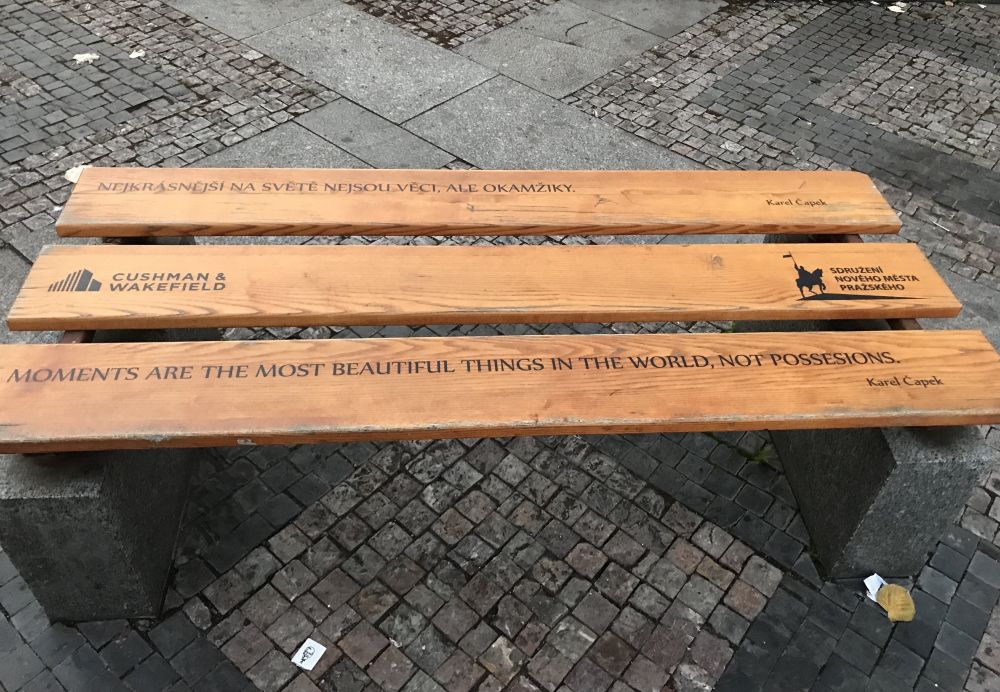 NEJKRÁSNĚJŠÍ NA SVĚTĚ NEJSOU VĚCI, ALE OKAMŽIKY.
Karel Čapek
CUSHMAN &
WAKEFIELD
SDRUŽENÍ
NOVÉHO MĚSTA
PRAŽSKÉHO
MOMENTS ARE THE MOST BEAUTIFUL THINGS IN THE WORLD, NOT POSSESIONS.
Karel Čapek